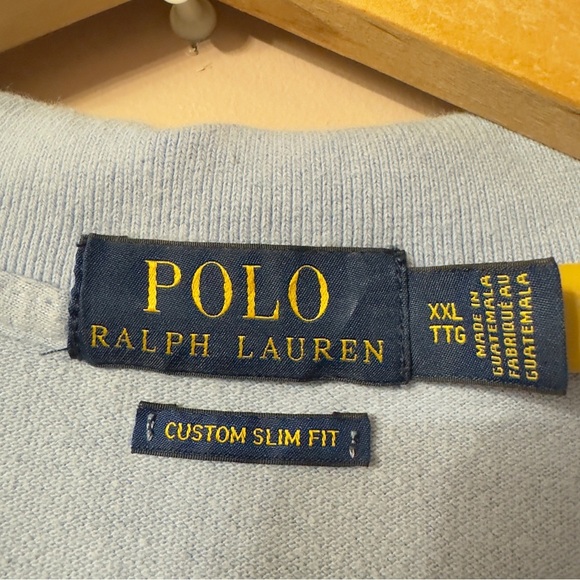 POLO
RALPH LAUREN
XXL
TTG
MADE IN
GUATEMALA
FABRIQUÉ AU
GUATEMALA
CUSTOM SLIM FIT